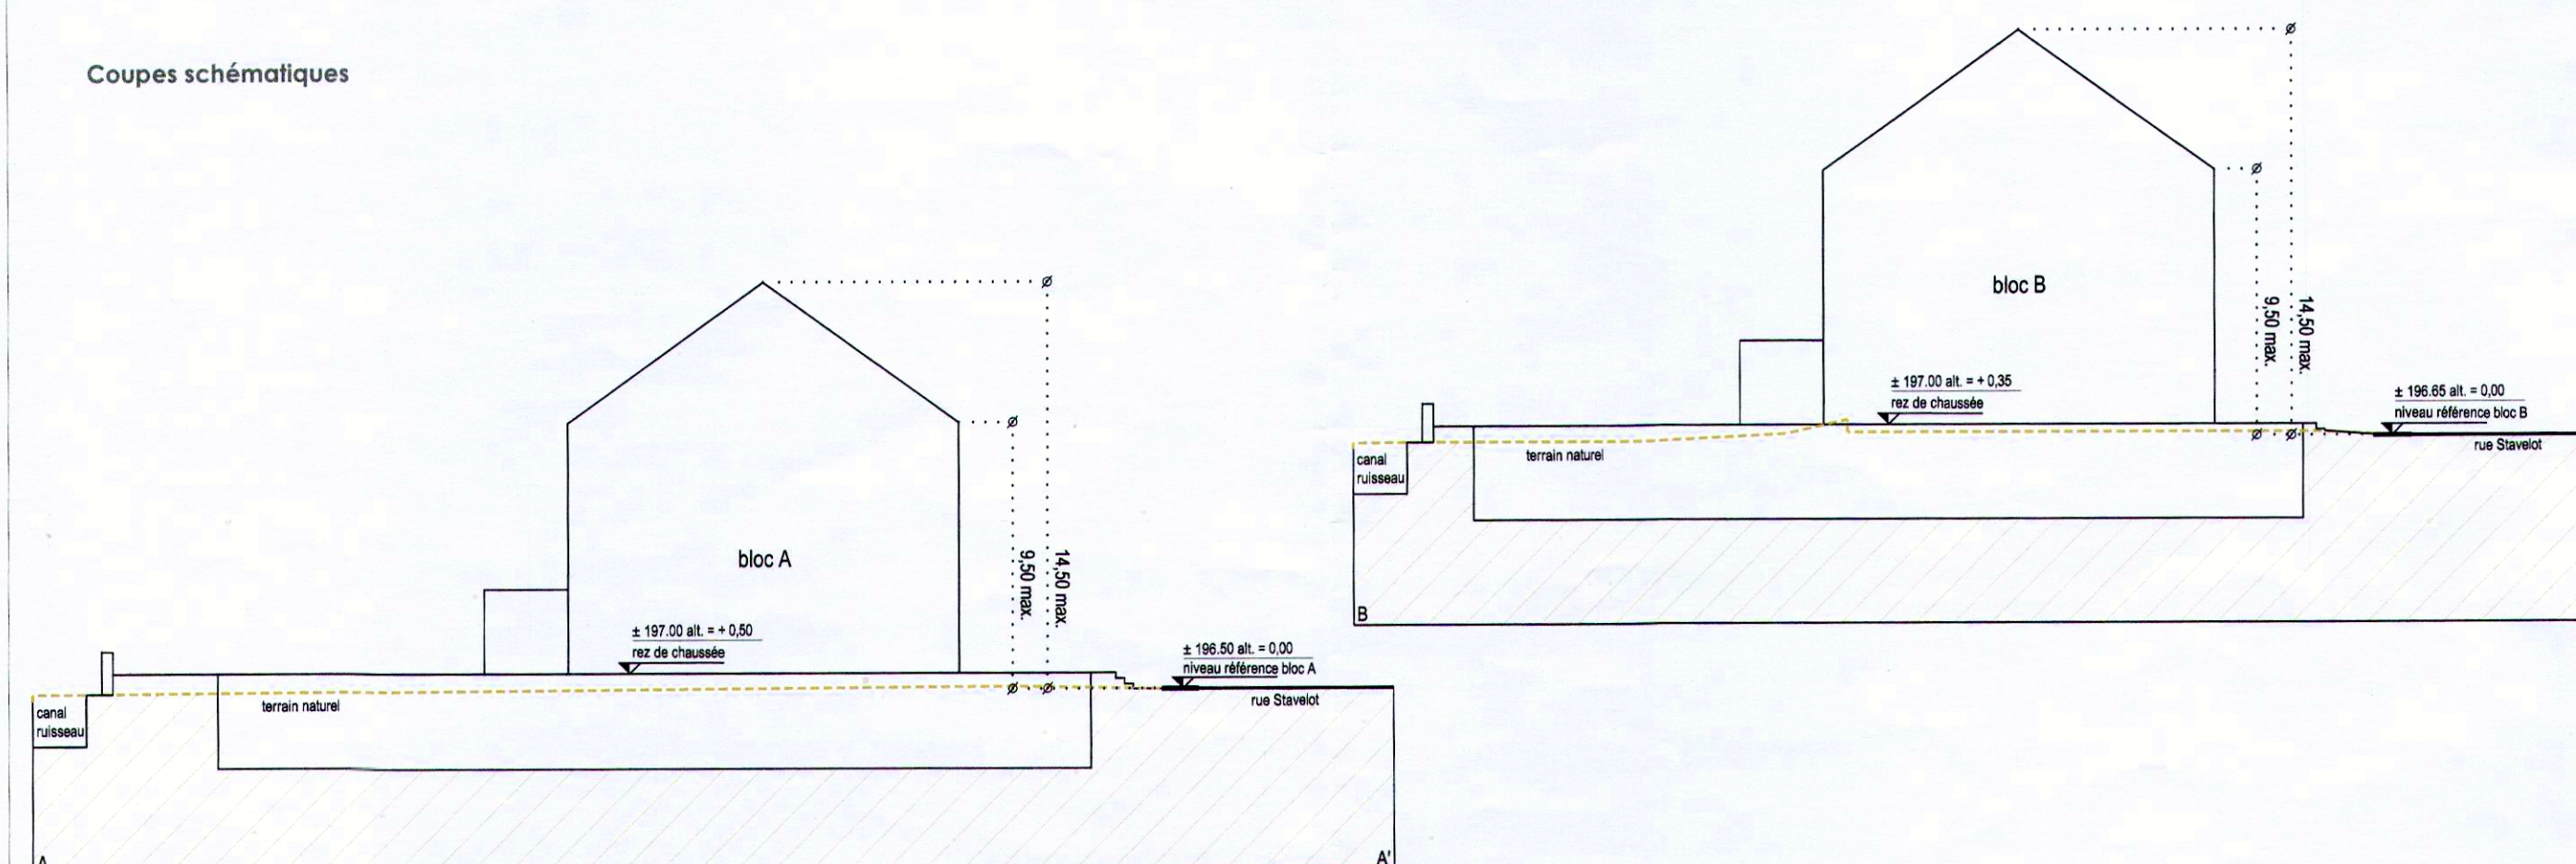 Coupes schématiques
bloc A
9,50 max.
14,50 max.
± 197.00 alt. = + 0,50
rez de chaussée
± 196.50 alt. = 0,00
niveau référence bloc A
rue Stavelot
terrain naturel
canal
ruisseau
A
A'
bloc B
9,50 max.
14,50 max.
± 197.00 alt. = + 0,35
rez de chaussée
± 196.65 alt. = 0,00
niveau référence bloc B
rue Stavelot
terrain naturel
canal
ruisseau
B